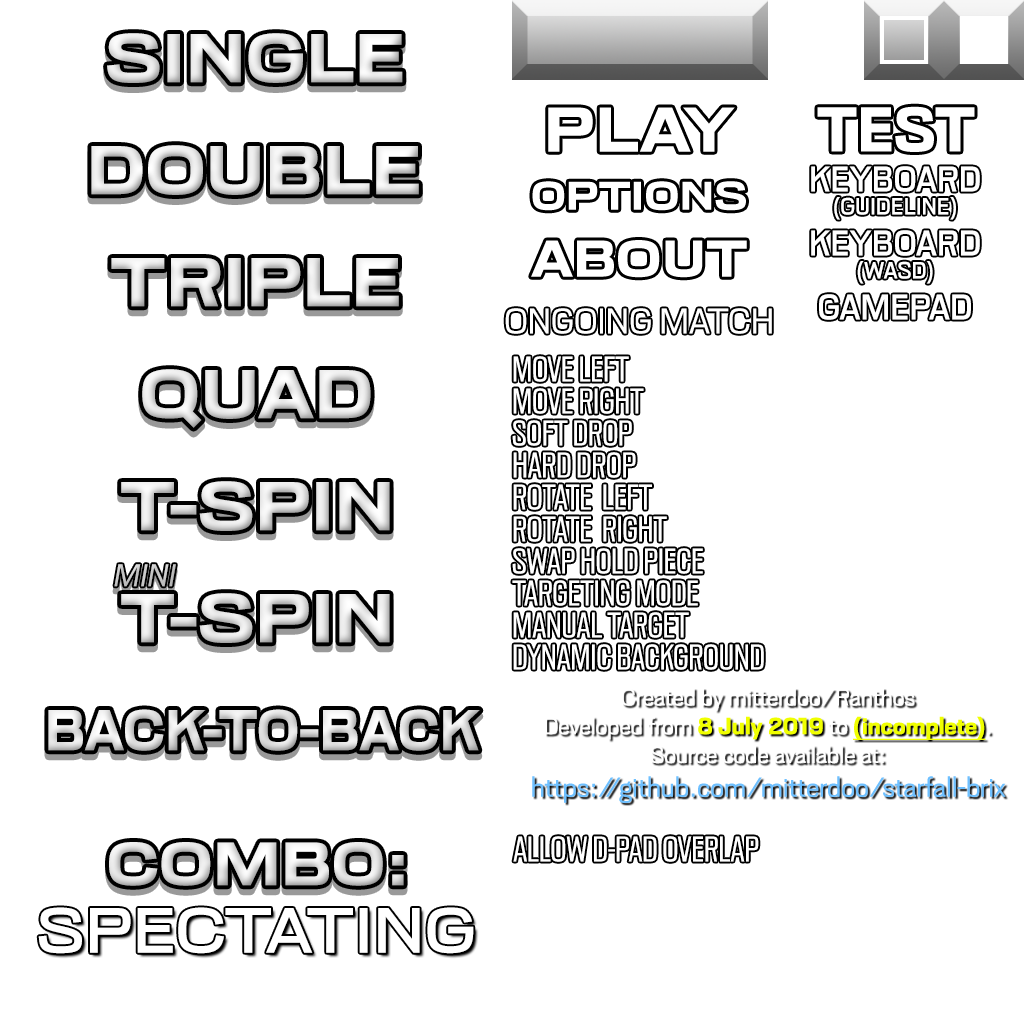 SINGLE
DOUBLE
TRIPLE
QUAD
T-SPIN
MINI
T-SPIN
BACK-TO-BACK
COMBO:
SPECTATING
PLAY
OPTIONS
ABOUT
ONGOING MATCH
MOVE LEFT
MOVE RIGHT
SOFT DROP
HARD DROP
ROTATE LEFT
ROTATE RIGHT
SWAP HOLD PIECE
TARGETING MODE
MANUAL TARGET
DYNAMIC BACKGROUND
Created by mitterdoo/Ranthos
Developed from 8 July 2019 to (incomplete).
Source code available at:
https://github.com/mitterdoo/starfall-brix
ALLOW D-PAD OVERLAP
TEST
KEYBOARD
(GUIDELINE)
KEYBOARD
(WASD)
GAMEPAD